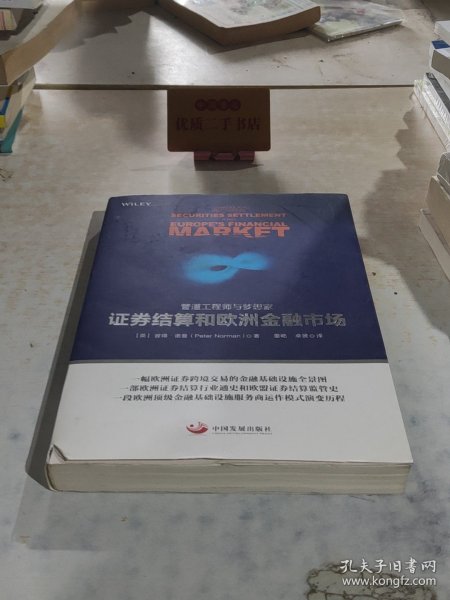 优质二手书店
WILEY
SECURITIES SETTLEMENT
EUROPE'S FINANCIAL
MARKET
管道工程师与梦想家
证券结算和欧洲金融市场
(Peter Norman) ◎著
一幅欧洲证券跨境交易的金融基础设施全景图
一部欧洲证券结算行业通史和欧盟证券结算监管史
一段欧洲顶级金融基础设施服务商运作模式演变历程
中国发展出版社
孔夫子旧书网
www.kongfz.com